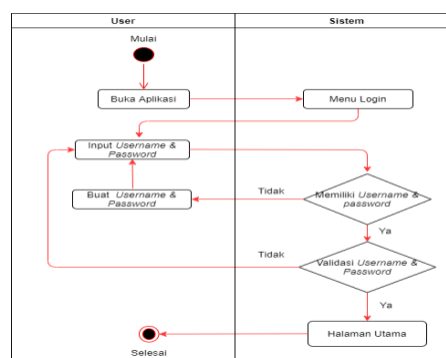 User
Sistem
Mulai
Buka Aplikasi
Menu Login
Input Username &
Password
Buat Username &
Password
Tidak
Memiliki Username &
password
Ya
Tidak
Validasi Username &
Password
Ya
Halaman Utama
Selesai